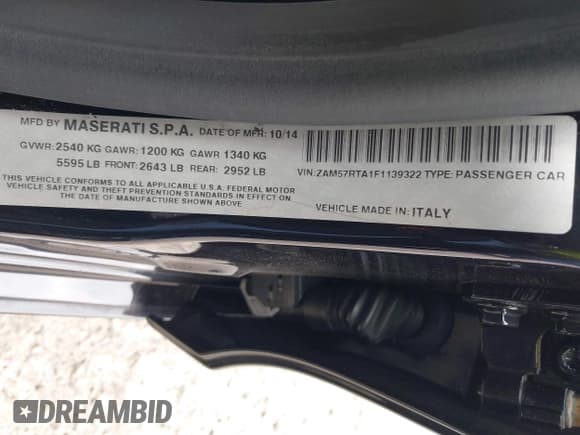 MFD BY MASERATI S.P.A. DATE OF MFR: 10/14
GVWR: 2540 KG GAWR: 1200 KG GAWR 1340 KG
5595 LB FRONT: 2643 LB REAR: 2952 LB
THIS VEHICLE CONFORMS TO ALL APPLICABLE U.S.A. FEDERAL MOTOR
VEHICLE SAFETY AND THEFT PREVENTION STANDARDS IN EFFECT ON
THE DATE OF MANUFACTURE SHOWN ABOVE
VIN:ZAM57RTA1F1139322 TYPE: PASSENGER CAR
VEHICLE MADE IN: ITALY
DREAMBID